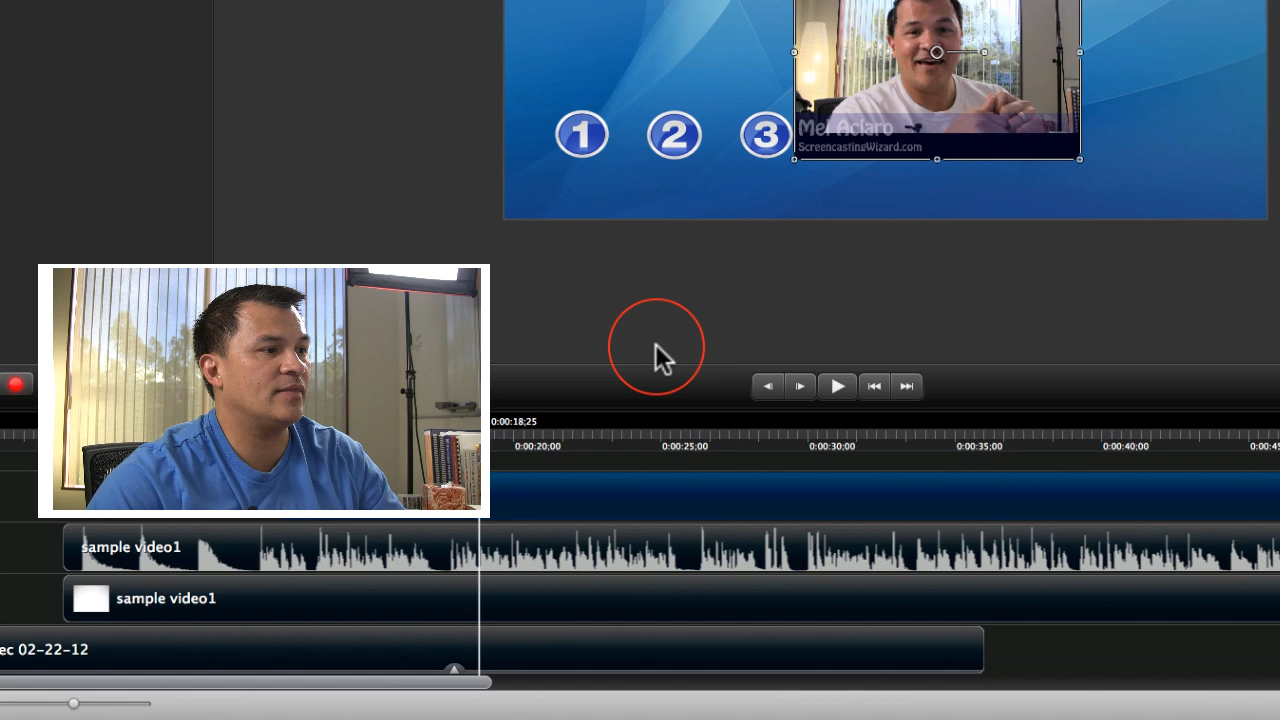 1 2 3
Mel Aclaro
ScreencastingWizard.com
0:00:18;25
0:00:20;00 0:00:25;00 0:00:30;00 0:00:35;00 0:00:40;00
sample video1
sample video1
ec 02-22-12